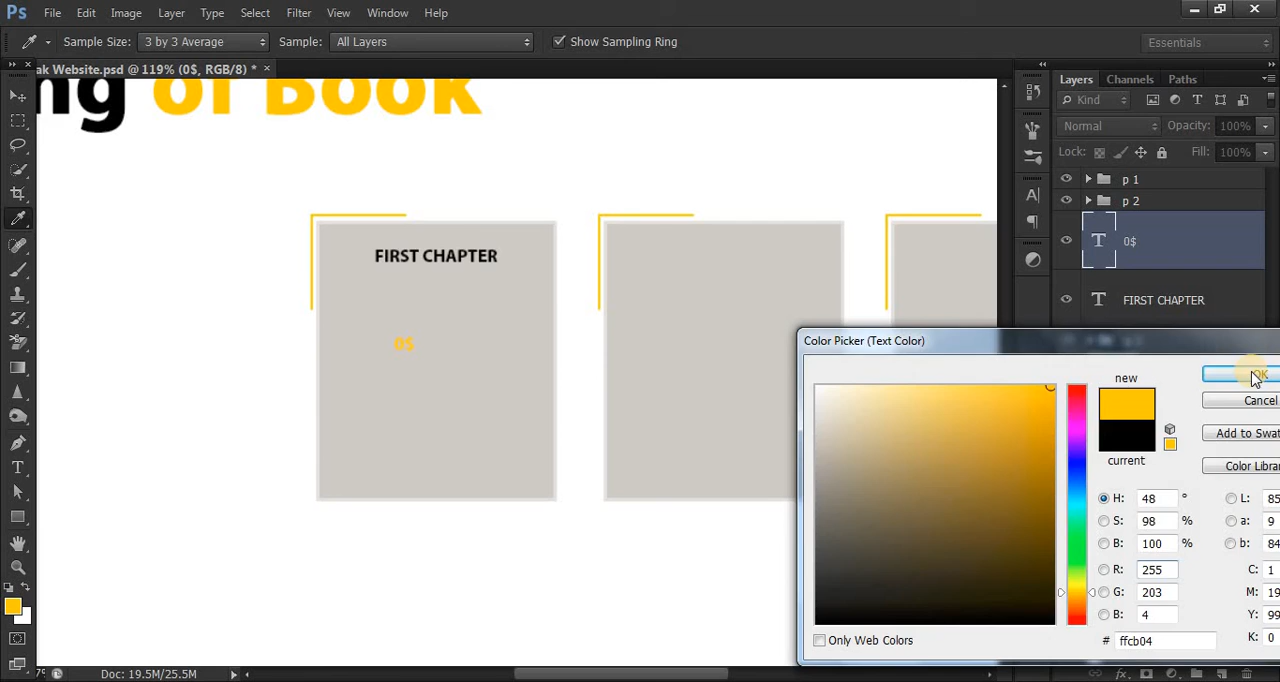 Ps File Edit Image Layer Type Select Filter View Window Help
Sample Size: 3 by 3 Average Sample: All Layers Show Sampling Ring Essentials
ak Website.psd @ 119% (0$, RGB/8) * ×
ng of Book
FIRST CHAPTER
0$
Layers Channels Paths
Kind
Normal Opacity: 100%
Lock: Fill: 100%
p 1
p 2
0$
FIRST CHAPTER
Color Picker (Text Color)
new
current
OK
Cancel
Add to Swat
Color Libra
H: 48 °
S: 98 %
B: 100 %
R: 255
G: 203
B: 4
# ffcb04
L: 85
a: 9
b: 84
C: 1
M: 19
Y: 99
K: 0
Only Web Colors
Doc: 19.5M/25.5M